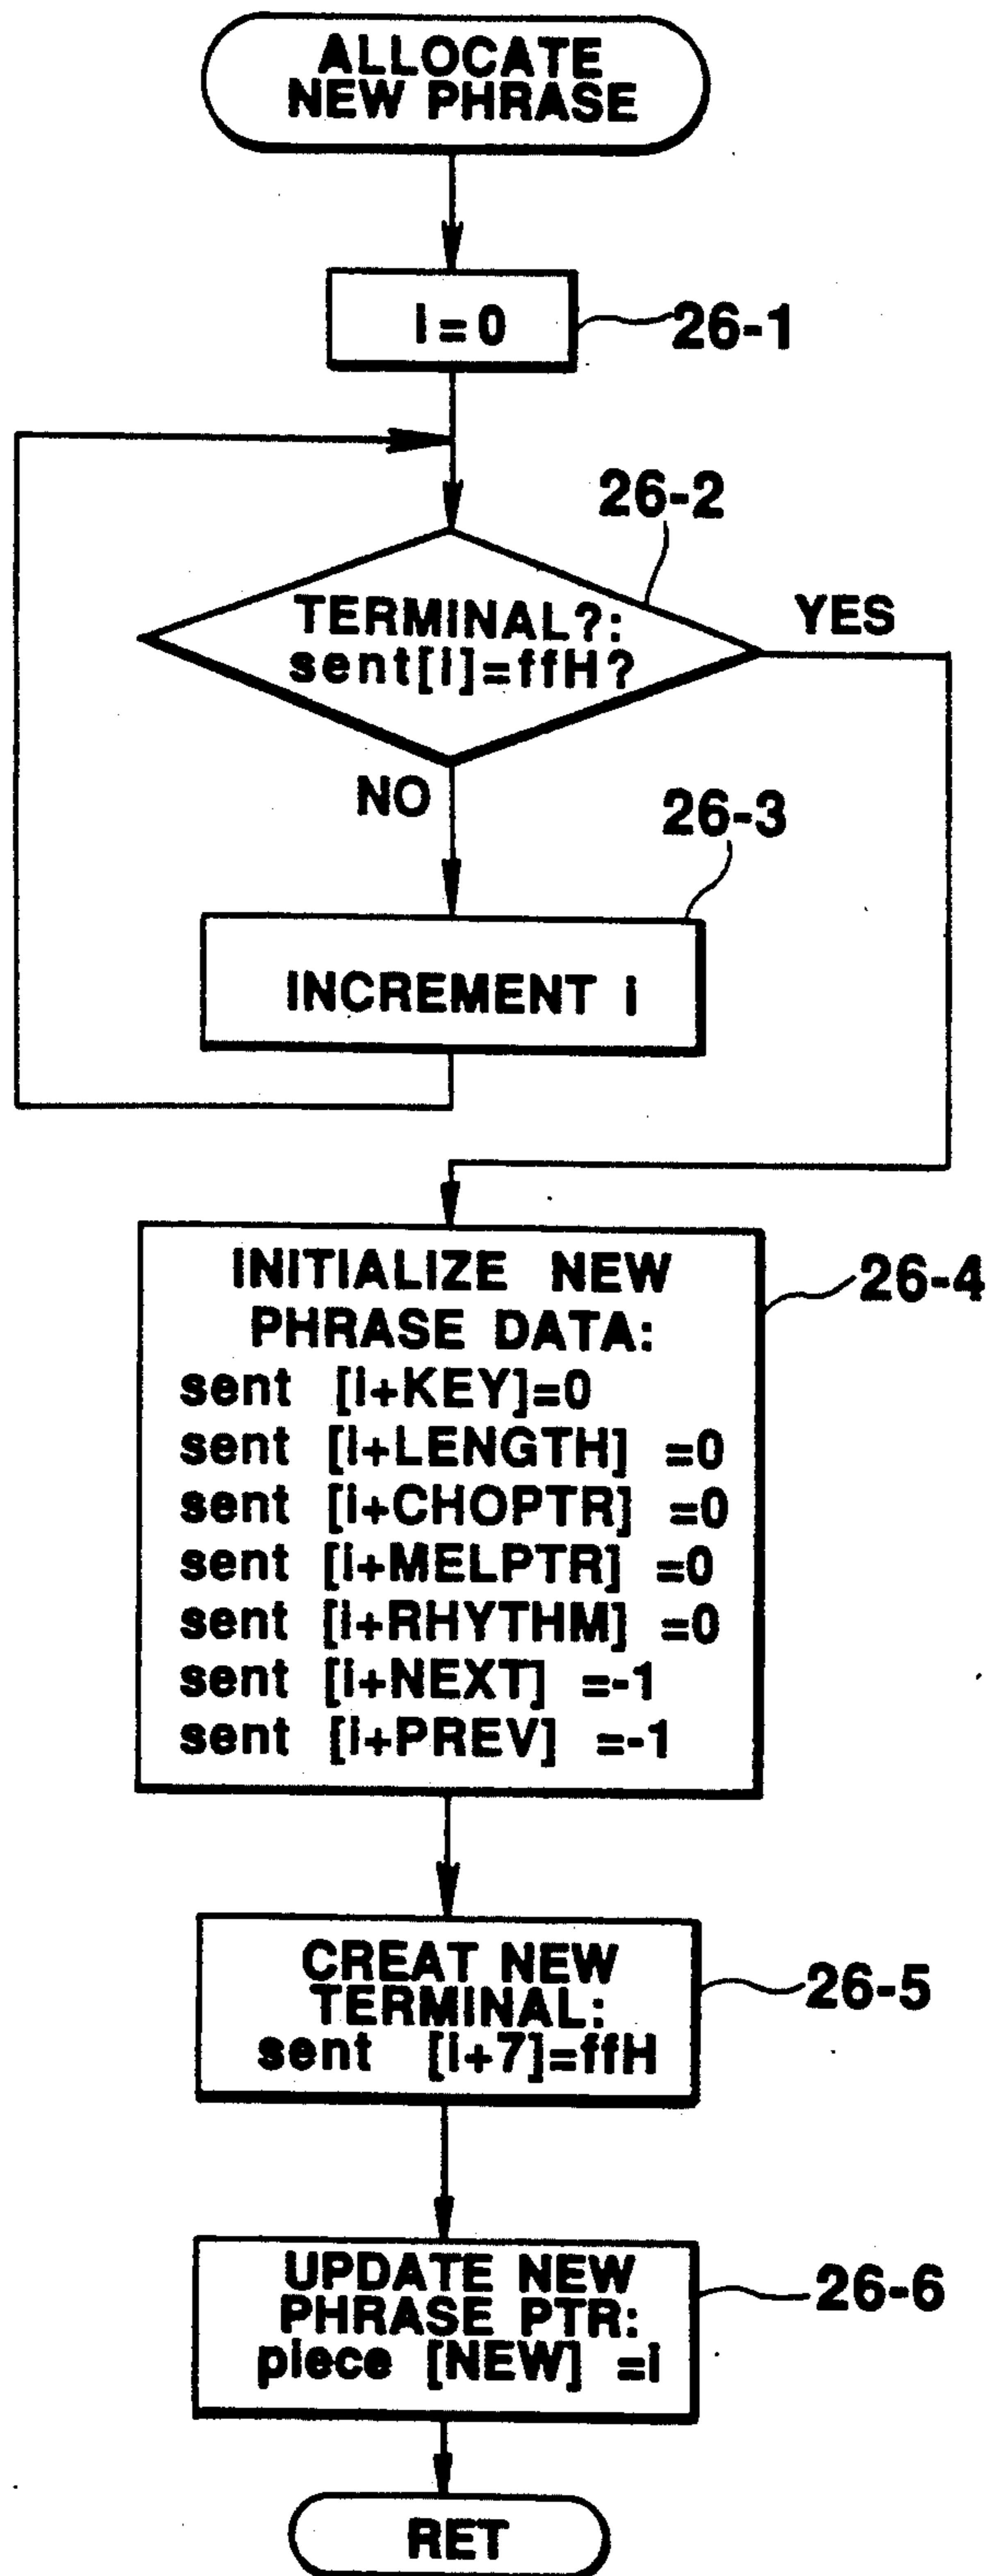 ALLOCATE
NEW PHRASE
i=0
26-1
26-2
TERMINAL?:
sent[i]=ffH?
YES
NO
26-3
INCREMENT i
INITIALIZE NEW
PHRASE DATA:
sent [i+KEY]=0
sent [i+LENGTH] =0
sent [i+CHOPTR] =0
sent [i+MELPTR] =0
sent [i+RHYTHM] =0
sent [i+NEXT] =-1
sent [i+PREV] =-1
26-4
CREAT NEW
TERMINAL:
sent [i+7]=ffH
26-5
UPDATE NEW
PHRASE PTR:
piece [NEW] =i
26-6
RET